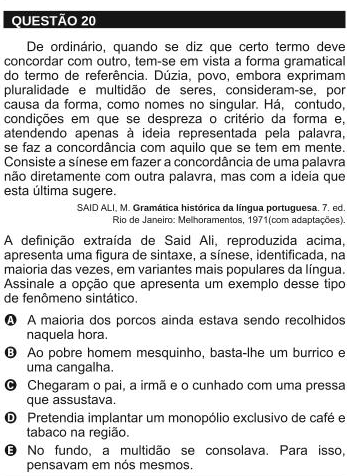 QUESTÃO 20
De ordinário, quando se diz que certo termo deve
concordar com outro, tem-se em vista a forma gramatical
do termo de referência. Dúzia, povo, embora exprimam
pluralidade e multidão de seres, consideram-se, por
causa da forma, como nomes no singular. Há, contudo,
condições em que se despreza o critério da forma e,
atendendo apenas à ideia representada pela palavra,
se faz a concordância com aquilo que se tem em mente.
Consiste a sínese em fazer a concordância de uma palavra
não diretamente com outra palavra, mas com a ideia que
esta última sugere.
SAID ALI, M. Gramática histórica da língua portuguesa. 7. ed.
Rio de Janeiro: Melhoramentos, 1971(com adaptações).
A definição extraída de Said Ali, reproduzida acima,
apresenta uma figura de sintaxe, a sínese, identificada, na
maioria das vezes, em variantes mais populares da língua.
Assinale a opção que apresenta um exemplo desse tipo
de fenômeno sintático.
A A maioria dos porcos ainda estava sendo recolhidos
naquela hora.
B Ao pobre homem mesquinho, basta-lhe um burrico e
uma cangalha.
C Chegaram o pai, a irmã e o cunhado com uma pressa
que assustava.
D Pretendia implantar um monopólio exclusivo de café e
tabaco na região.
E No fundo, a multidão se consolava. Para isso,
pensavam em nós mesmos.